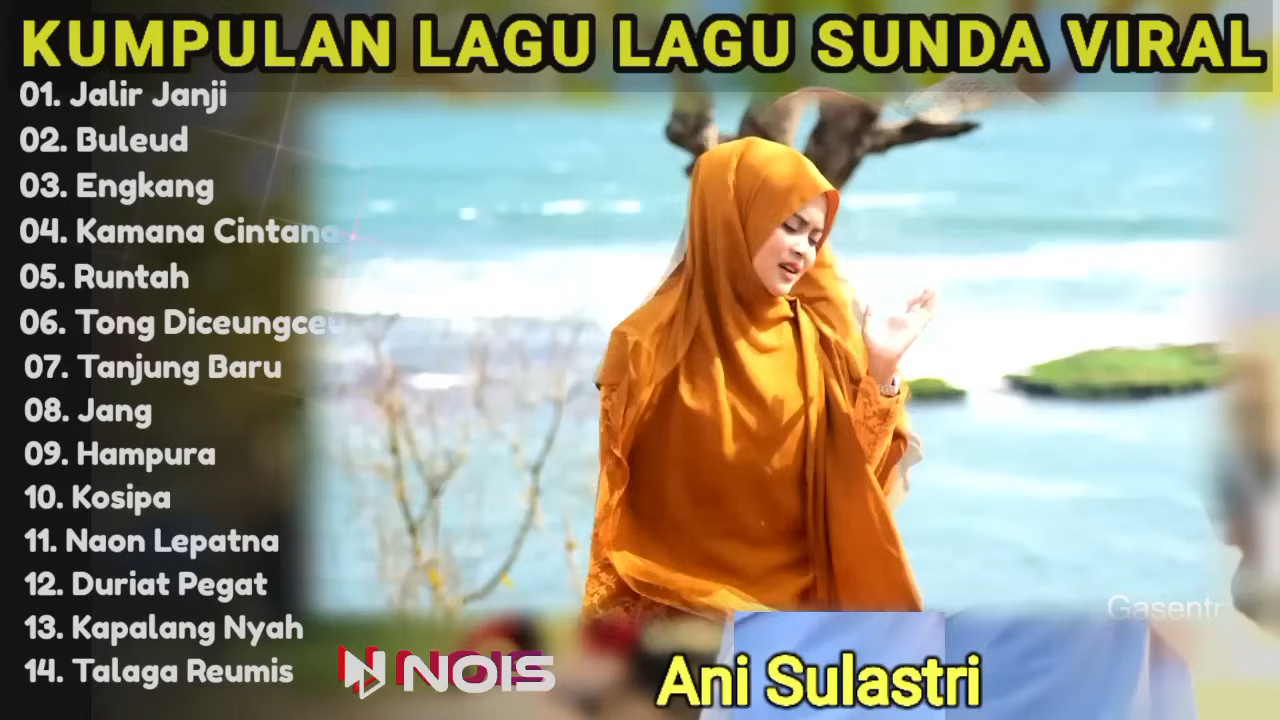 KUMPULAN LAGU LAGU SUNDA VIRAL
01. Jalir Janji
02. Buleud
03. Engkang
04. Kamana Cintana
05. Runtah
06. Tong Diceungceu
07. Tanjung Baru
08. Jang
09. Hampura
10. Kosipa
11. Naon Lepatna
12. Duriat Pegat
13. Kapalang Nyah
14. Talaga Reumis
NOIS
Ani Sulastri
Gasentr